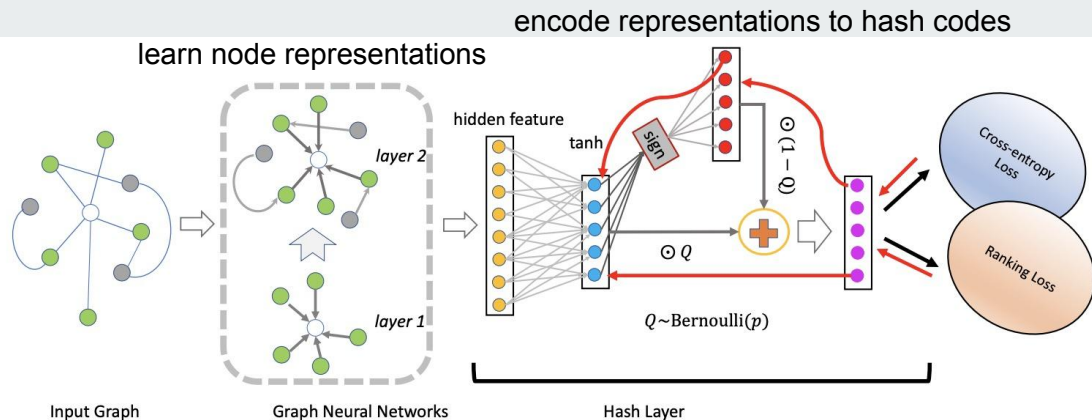 encode representations to hash codes
learn node representations
hidden feature
tanh
sign
⊙ (1 − Q)
Cross-entropy
Loss
layer 2
⊙ Q
Ranking Loss
layer 1
Q~Bernoulli(p)
Input Graph
Graph Neural Networks
Hash Layer